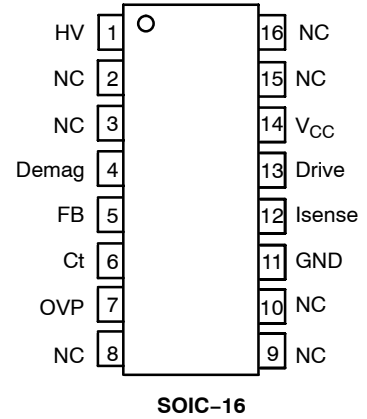 HV 1 16 NC
NC 2 15 NC
NC 3 14 VCC
Demag 4 13 Drive
FB 5 12 Isense
Ct 6 11 GND
OVP 7 10 NC
NC 8 9 NC
SOIC−16